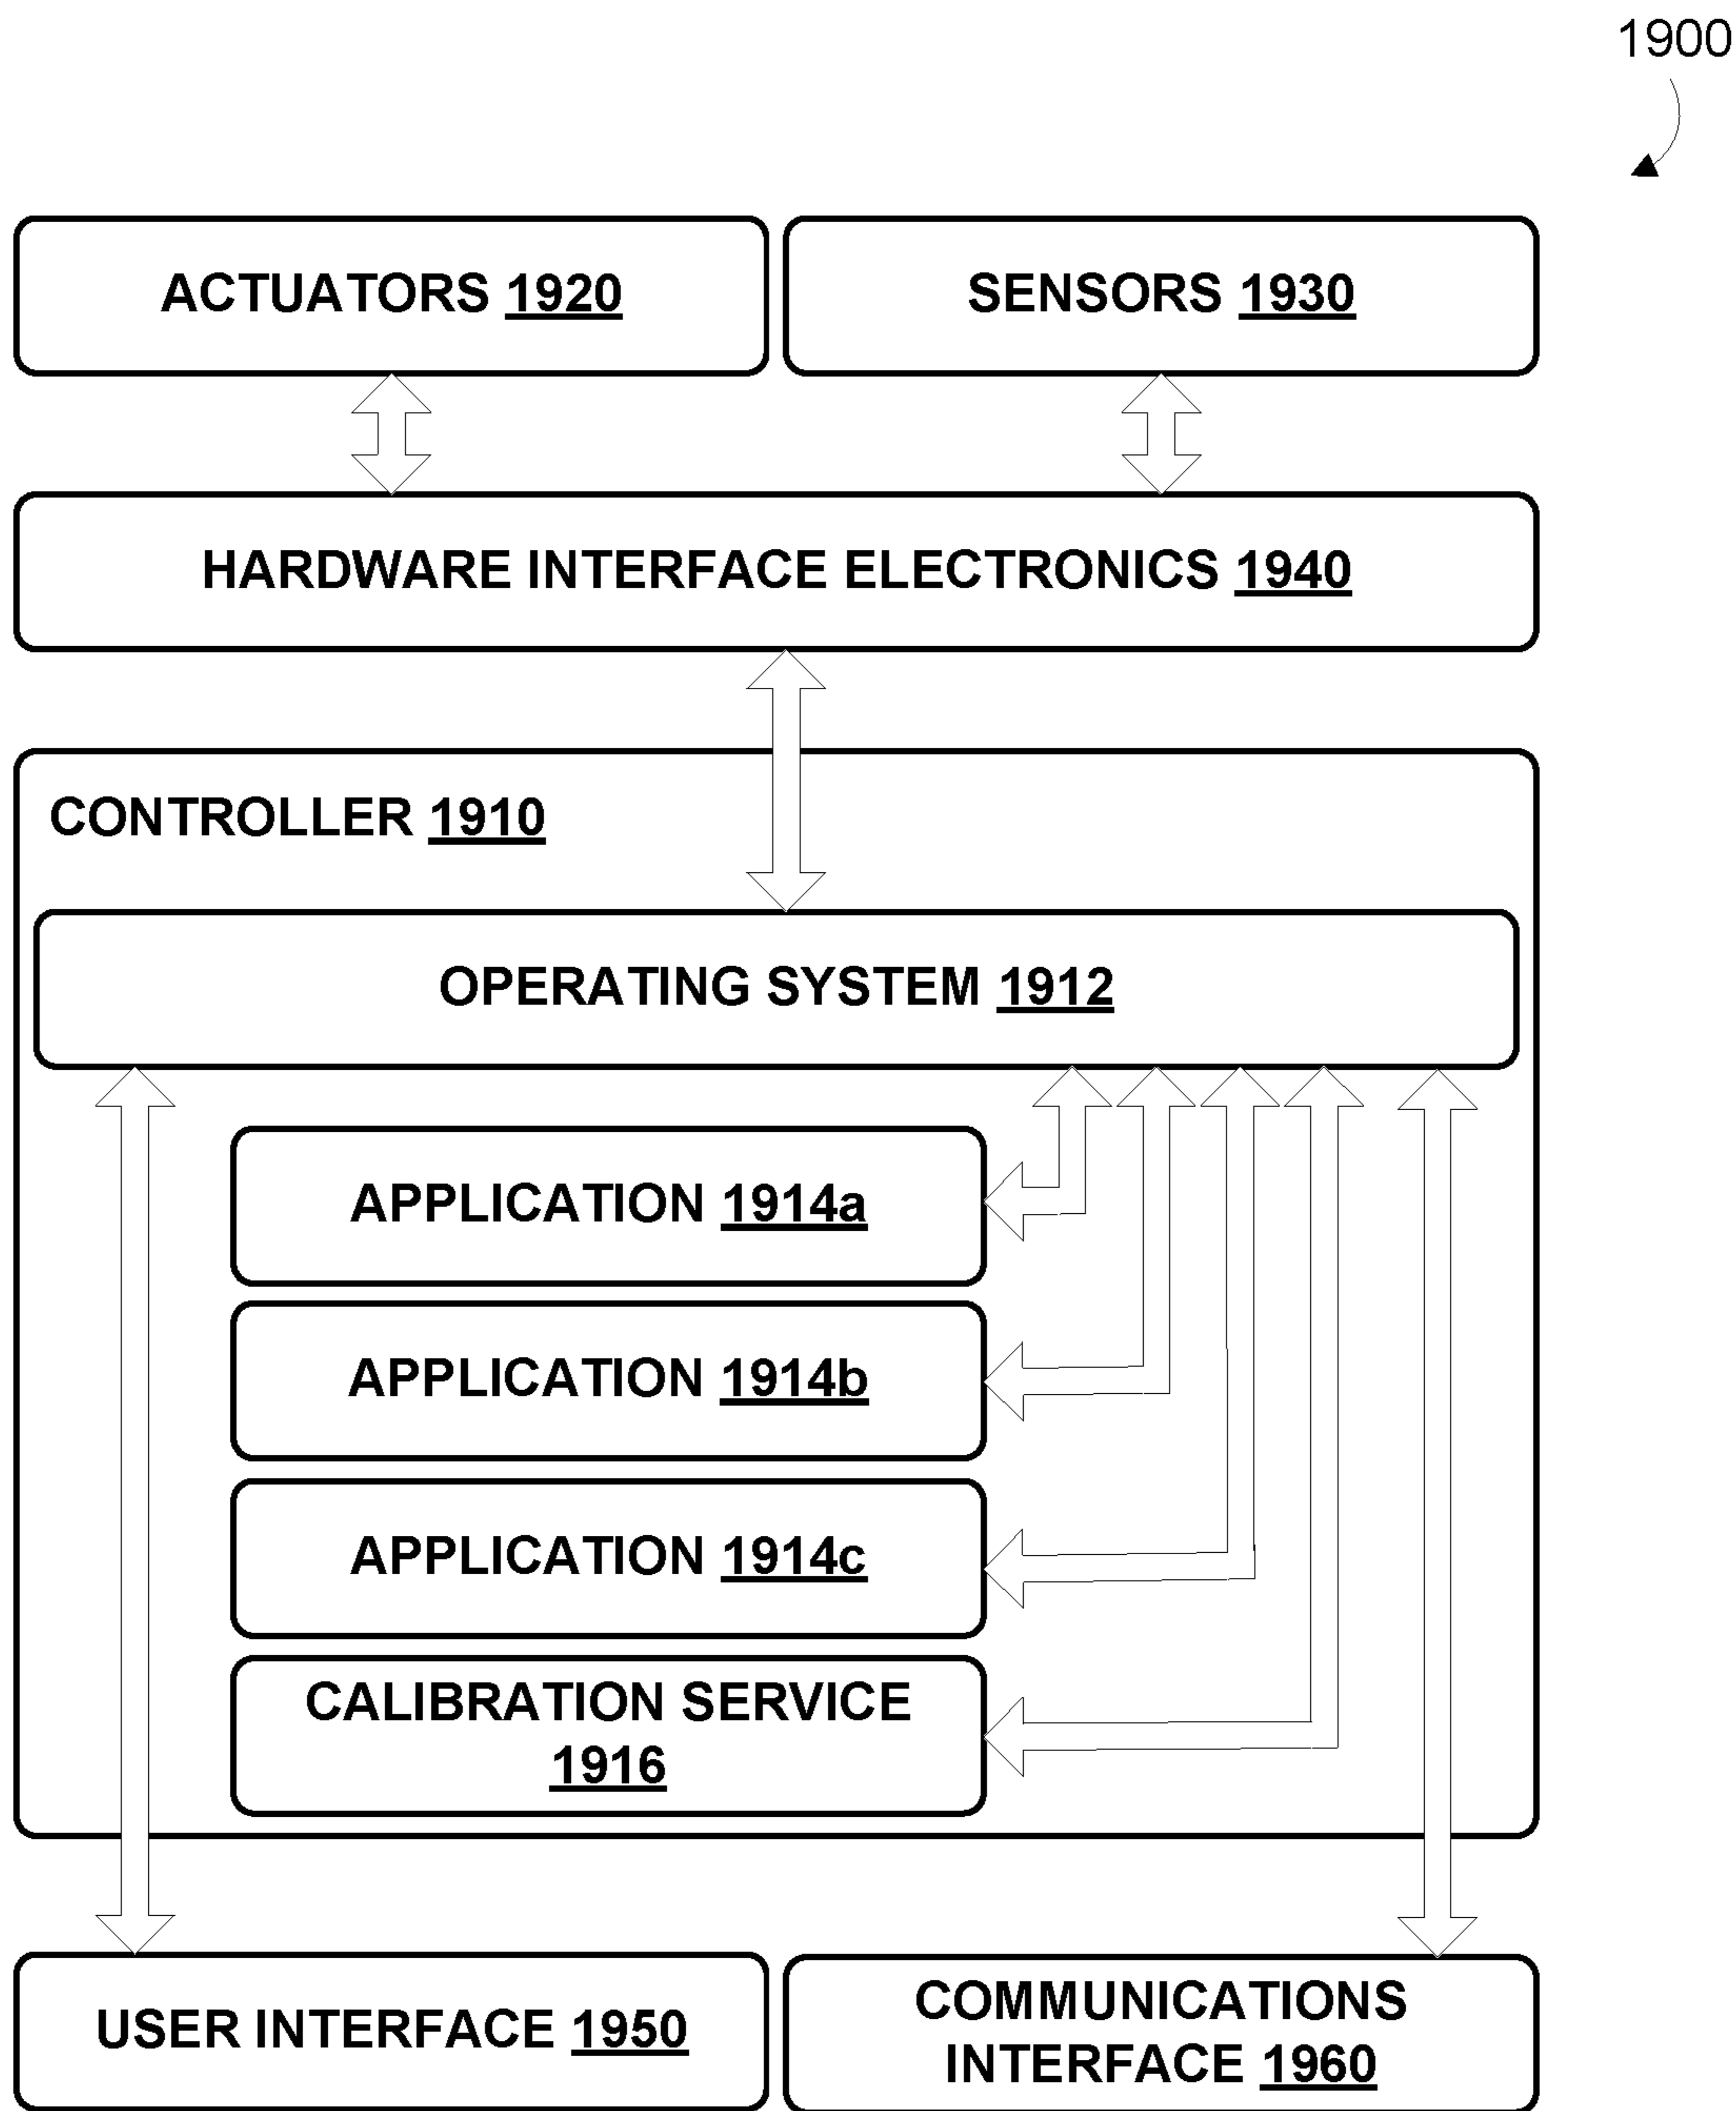 1900
ACTUATORS 1920
SENSORS 1930
HARDWARE INTERFACE ELECTRONICS 1940
CONTROLLER 1910
OPERATING SYSTEM 1912
APPLICATION 1914a
APPLICATION 1914b
APPLICATION 1914c
CALIBRATION SERVICE
1916
USER INTERFACE 1950
COMMUNICATIONS
INTERFACE 1960